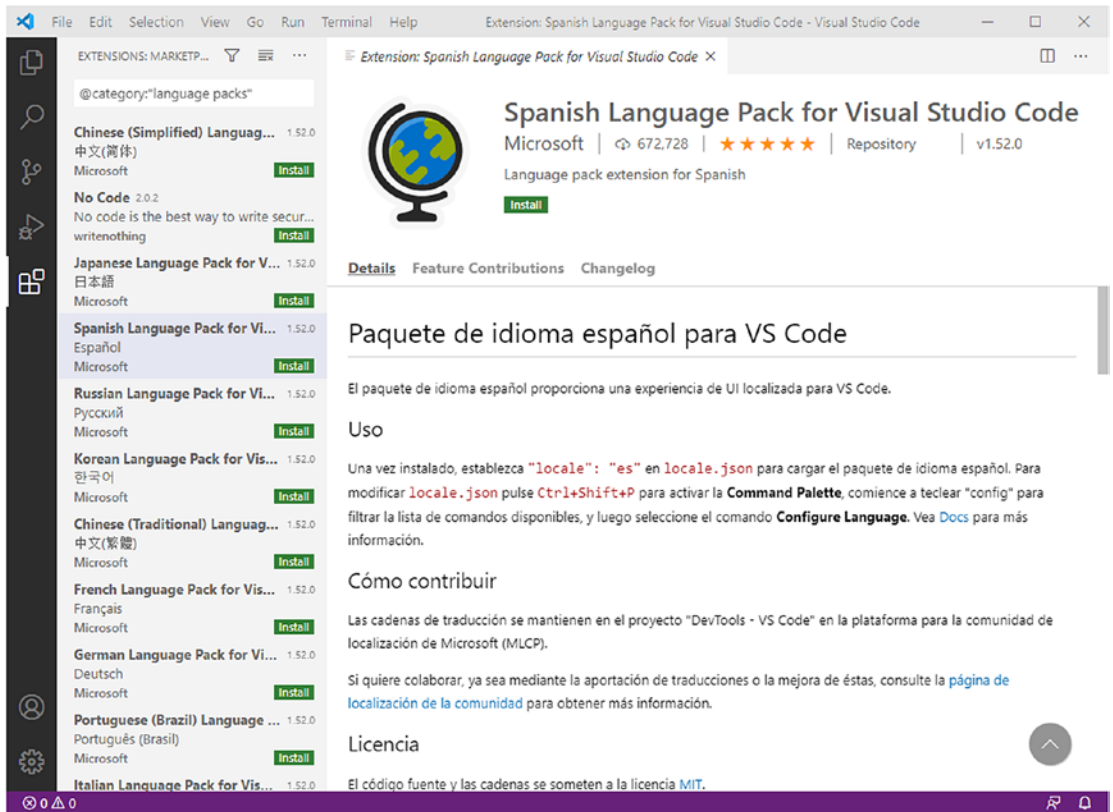 File Edit Selection View Go Run Terminal Help Extension: Spanish Language Pack for Visual Studio Code - Visual Studio Code
EXTENSIONS: MARKETP...
@category:"language packs"
Chinese (Simplified) Languag... 1.52.0
中文(简体)
Microsoft Install
No Code 2.0.2
No code is the best way to write secur...
writenothing Install
Japanese Language Pack for V... 1.52.0
日本語
Microsoft Install
Spanish Language Pack for Vi... 1.52.0
Español
Microsoft Install
Russian Language Pack for Vi... 1.52.0
Русский
Microsoft Install
Korean Language Pack for Vis... 1.52.0
한국어
Microsoft Install
Chinese (Traditional) Languag... 1.52.0
中文(繁體)
Microsoft Install
French Language Pack for Vis... 1.52.0
Français
Microsoft Install
German Language Pack for Vi... 1.52.0
Deutsch
Microsoft Install
Portuguese (Brazil) Language ... 1.52.0
Português (Brasil)
Microsoft Install
Italian Language Pack for Vis... 1.52.0
Extension: Spanish Language Pack for Visual Studio Code
Spanish Language Pack for Visual Studio Code
Microsoft 672,728 Repository v1.52.0
Language pack extension for Spanish
Install
Details Feature Contributions Changelog
Paquete de idioma español para VS Code
El paquete de idioma español proporciona una experiencia de UI localizada para VS Code.
Uso
Una vez instalado, establezca "locale": "es" en locale.json para cargar el paquete de idioma español. Para
modificar locale.json pulse Ctrl+Shift+P para activar la Command Palette, comience a teclear "config" para
filtrar la lista de comandos disponibles, y luego seleccione el comando Configure Language. Vea Docs para más
información.
Cómo contribuir
Las cadenas de traducción se mantienen en el proyecto "DevTools - VS Code" en la plataforma para la comunidad de
localización de Microsoft (MLCP).
Si quiere colaborar, ya sea mediante la aportación de traducciones o la mejora de éstas, consulte la página de
localización de la comunidad para obtener más información.
Licencia
El código fuente y las cadenas se someten a la licencia MIT.
0 0